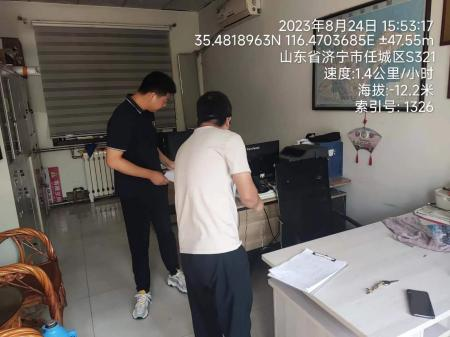 2023年8月24日 15:53:17
35.4818963N 116.4703685E ±47.55m
山东省济宁市任城区S321
速度:1.4公里/小时
海拔:-12.2米
索引号: 1326